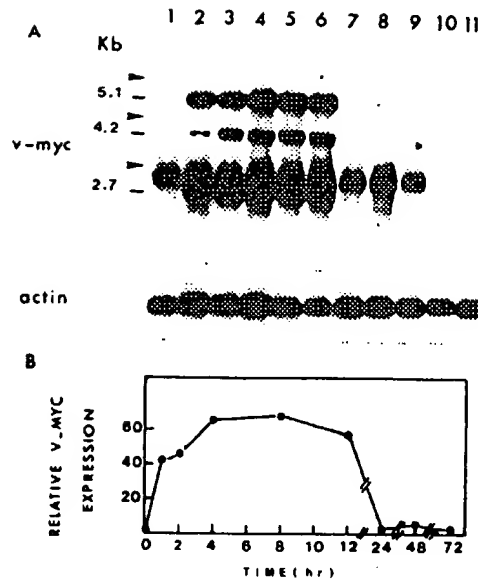 A
Kb
1 2 3 4 5 6 7 8 9 10 11
5.1
4.2
v-myc
2.7
actin
B
RELATIVE V_MYC
EXPRESSION
60
40
20
0 2 4 6 8 10 12 24 48 72
TIME(hr)